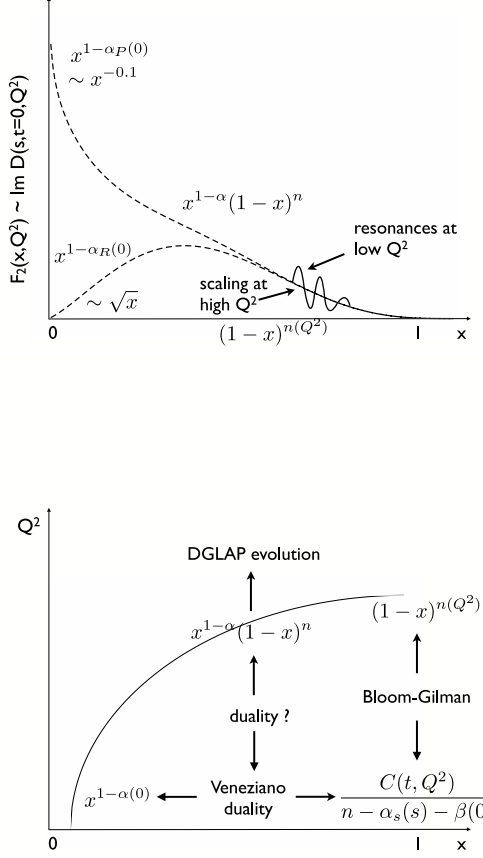 x^{1-α_P(0)}
∼ x^{-0.1}
F₂(x,Q²) ~ Im D(s,t=0,Q²)
x^{1-α}(1 − x)^n
resonances at
low Q²
x^{1-α_R(0)}
scaling at
high Q²
∼ √x
(1 − x)^{n(Q²)}
0
1
x
Q²
DGLAP evolution
x^{1-α}(1 − x)^n
(1 − x)^{n(Q²)}
Bloom-Gilman
duality ?
x^{1-α(0)}
Veneziano
duality
C(t, Q²)
n − α_s(s) − β(0
0
1
x